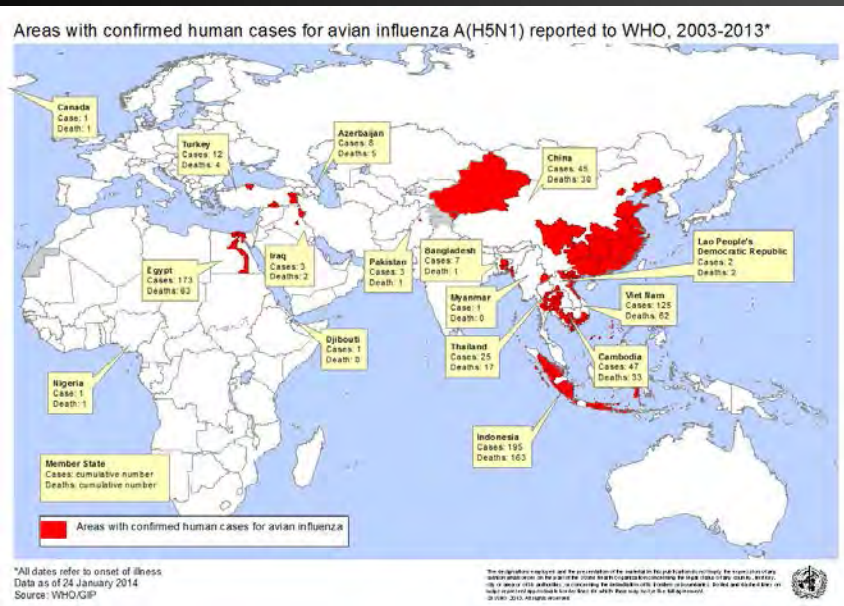 Areas with confirmed human cases for avian influenza A(H5N1) reported to WHO, 2003-2013*
Canada
Case: 1
Death: 1
Turkey
Cases: 12
Deaths: 4
Azerbaijan
Cases: 8
Deaths: 5
China
Cases: 45
Deaths: 30
Egypt
Cases: 173
Deaths: 63
Iraq
Cases: 3
Deaths: 2
Pakistan
Cases: 3
Death: 1
Bangladesh
Cases: 7
Death: 1
Lao People's
Democratic Republic
Cases: 2
Deaths: 2
Myanmar
Case: 1
Death: 0
Viet Nam
Cases: 125
Deaths: 62
Djibouti
Cases: 1
Death: 0
Thailand
Cases: 25
Deaths: 17
Cambodia
Cases: 47
Deaths: 33
Nigeria
Case: 1
Death: 1
Indonesia
Cases: 195
Deaths: 163
Member State
Cases: cumulative number
Deaths: cumulative number
Areas with confirmed human cases for avian influenza
*All dates refer to onset of illness
Data as of 24 January 2014
Source: WHO/GIP